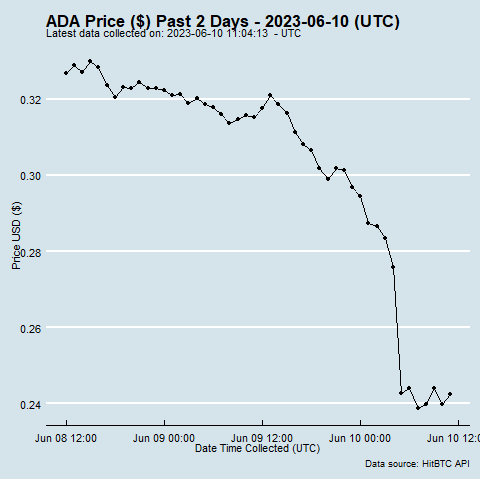 ADA Price ($) Past 2 Days - 2023-06-10 (UTC)
Latest data collected on: 2023-06-10 11:04:13  - UTC
Price USD ($)
0.32
0.30
0.28
0.26
0.24
Jun 08 12:00
Jun 09 00:00
Jun 09 12:00
Jun 10 00:00
Jun 10 12:0
Date Time Collected (UTC)
Data source: HitBTC API